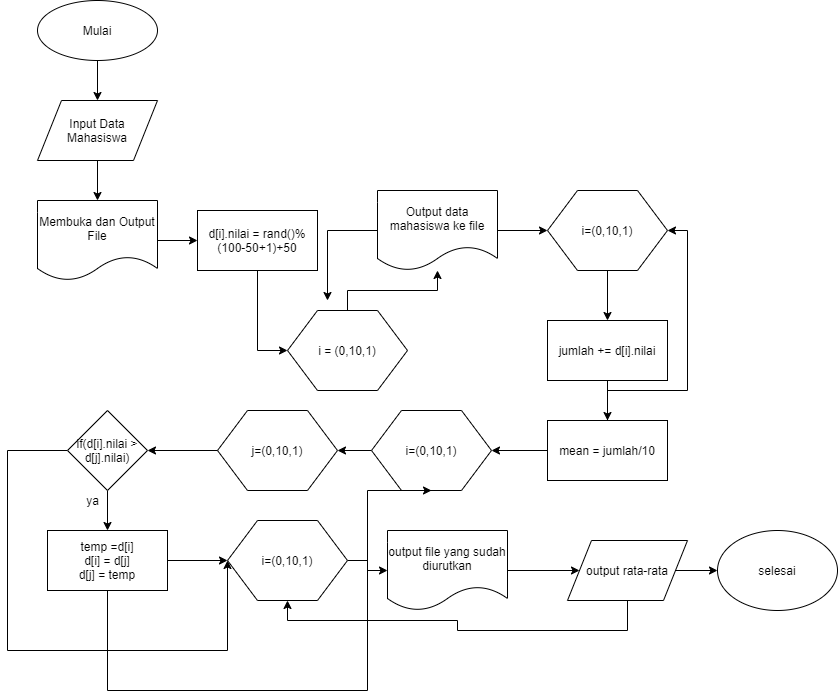 Mulai
Input Data
Mahasiswa
Membuka dan Output
File
d[i].nilai = rand()%
(100-50+1)+50
i = (0,10,1)
Output data
mahasiswa ke file
i=(0,10,1)
jumlah += d[i].nilai
mean = jumlah/10
i=(0,10,1)
j=(0,10,1)
if(d[i].nilai >
d[j].nilai)
ya
temp =d[i]
d[i] = d[j]
d[j] = temp
i=(0,10,1)
output file yang sudah
diurutkan
output rata-rata
selesai